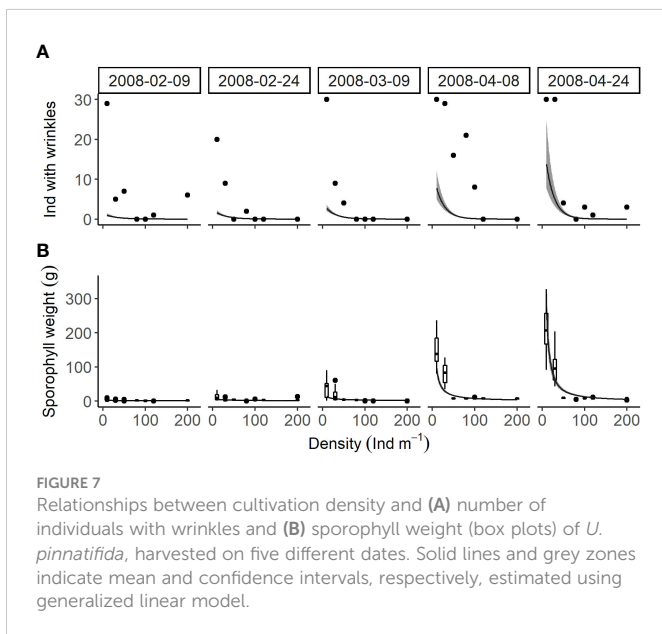 A
2008-02-09 2008-02-24 2008-03-09 2008-04-08 2008-04-24
Ind with wrinkles
30
20
10
0
B
Sporophyll weight (g)
300
200
100
0
0 100 200 0 100 200 0 100 200 0 100 200 0 100 200
Density (Ind m⁻¹)
FIGURE 7
Relationships between cultivation density and (A) number of
individuals with wrinkles and (B) sporophyll weight (box plots) of U.
pinnatifida, harvested on five different dates. Solid lines and grey zones
indicate mean and confidence intervals, respectively, estimated using
generalized linear model.